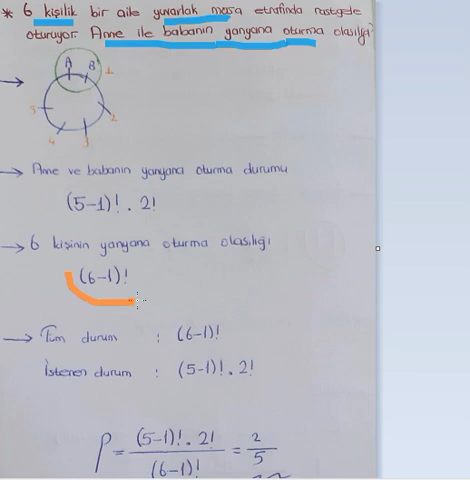 * 6 kişilik bir aile yuvarlak masa etrafında rastgele
oturuyor. Anne ile babanın yanyana oturma olasılığı?
A B 1
5 2
4 3
→ Anne ve babanın yanyana oturma durumu
(5-1)! . 2!
→ 6 kişinin yanyana oturma olasılığı
(6-1)!
→ Tüm durum : (6-1)!
İstenen durum : (5-1)! . 2!
P = (5-1)! . 2! / (6-1)! = 2/5